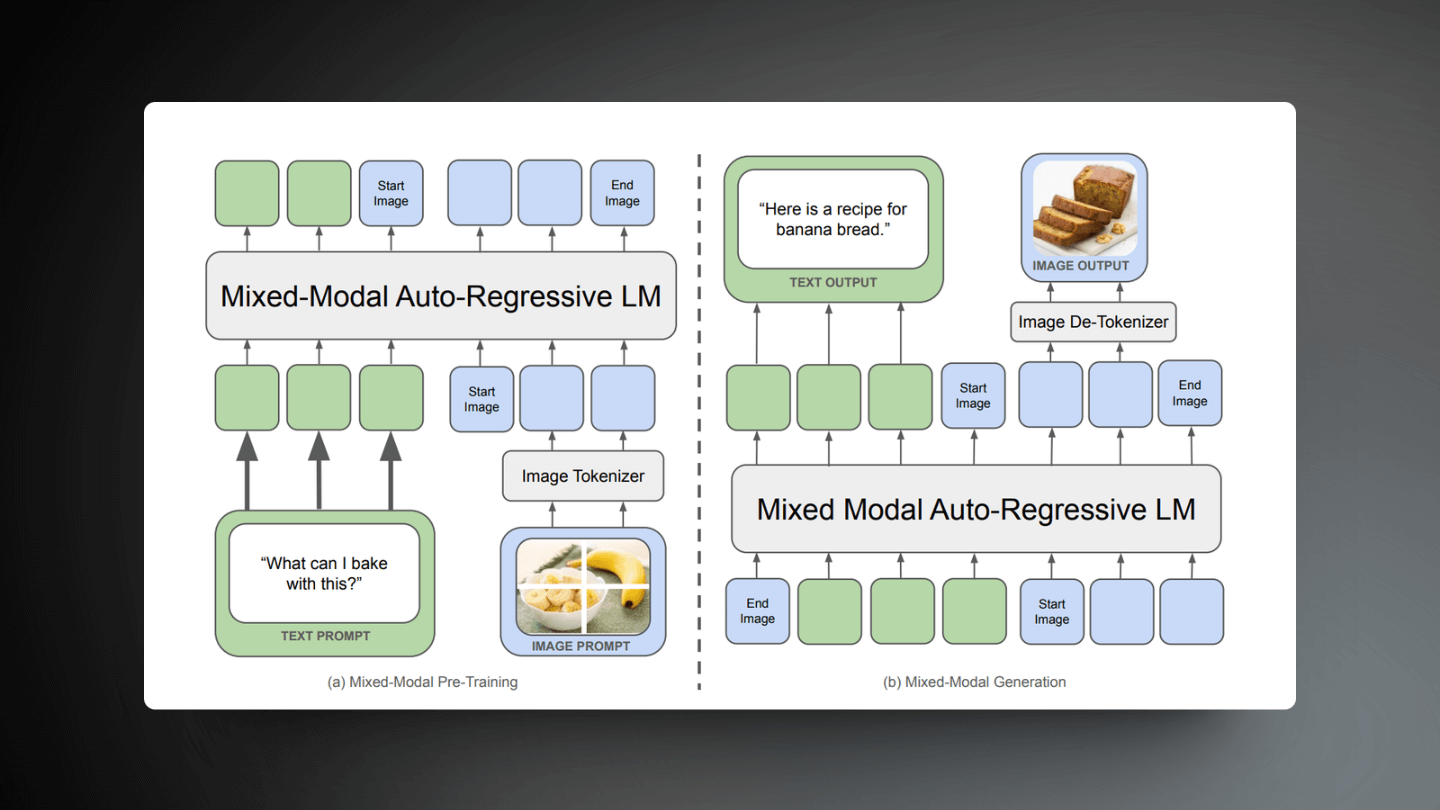 Start
Image
End
Image
Mixed-Modal Auto-Regressive LM
Start
Image
Image Tokenizer
“What can I bake
with this?”
TEXT PROMPT
IMAGE PROMPT
(a) Mixed-Modal Pre-Training
“Here is a recipe for
banana bread.”
TEXT OUTPUT
IMAGE OUTPUT
Image De-Tokenizer
Start
Image
End
Image
Mixed Modal Auto-Regressive LM
End
Image
Start
Image
(b) Mixed-Modal Generation